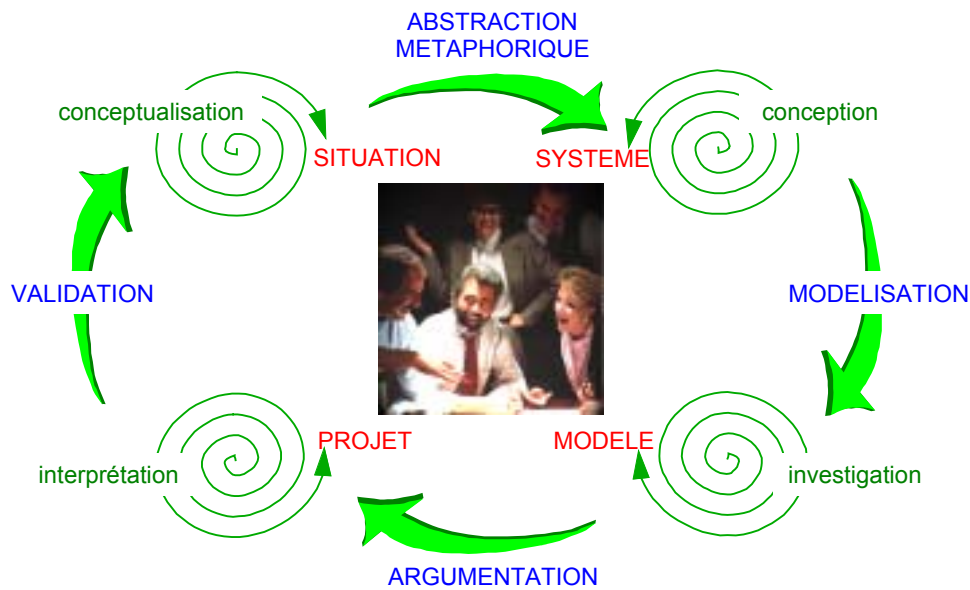 ABSTRACTION
METAPHORIQUE
conceptualisation
conception
SITUATION
SYSTEME
VALIDATION
MODELISATION
PROJET
MODELE
interprétation
investigation
ARGUMENTATION